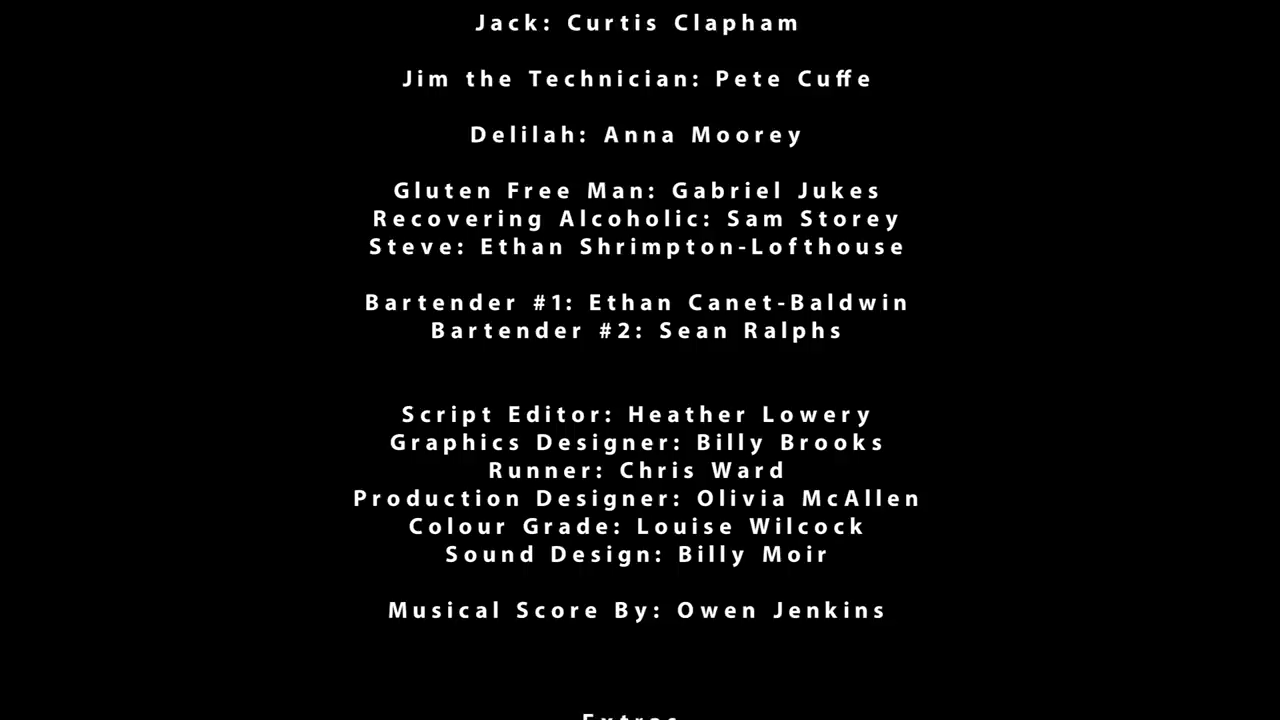 Jack: Curtis Clapham
Jim the Technician: Pete Cuffe
Delilah: Anna Moorey
Gluten Free Man: Gabriel Jukes
Recovering Alcoholic: Sam Storey
Steve: Ethan Shrimpton-Lofthouse
Bartender #1: Ethan Canet-Baldwin
Bartender #2: Sean Ralphs
Script Editor: Heather Lowery
Graphics Designer: Billy Brooks
Runner: Chris Ward
Production Designer: Olivia McAllen
Colour Grade: Louise Wilcock
Sound Design: Billy Moir
Musical Score By: Owen Jenkins
Extras